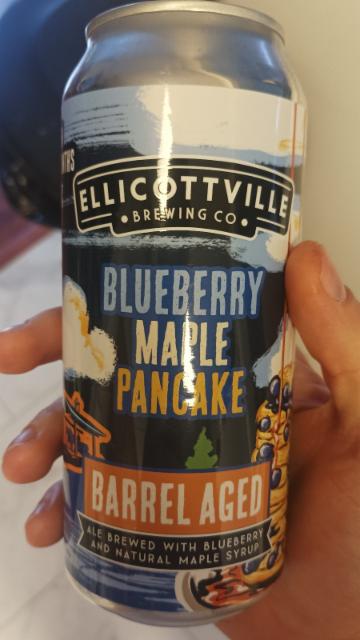 ELLICOTTVILLE
BREWING CO
BLUEBERRY
MAPLE
PANCAKE
BARREL AGED
ALE BREWED WITH BLUEBERRY
AND NATURAL MAPLE SYRUP